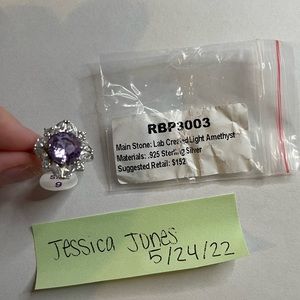 RBP3003
Main Stone: Lab Created Light Amethyst
Materials: .925 Sterling Silver
Suggested Retail: $152
9
Jessica Jones
5/24/22